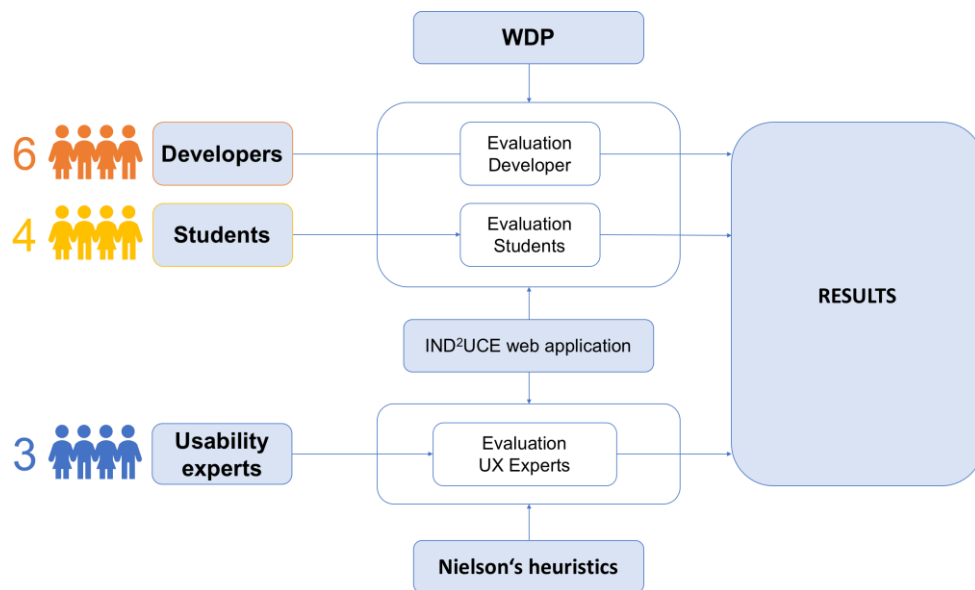 WDP
6
Developers
Evaluation
Developer
4
Students
Evaluation
Students
RESULTS
IND²UCE web application
3
Usability
experts
Evaluation
UX Experts
Nielson‘s heuristics